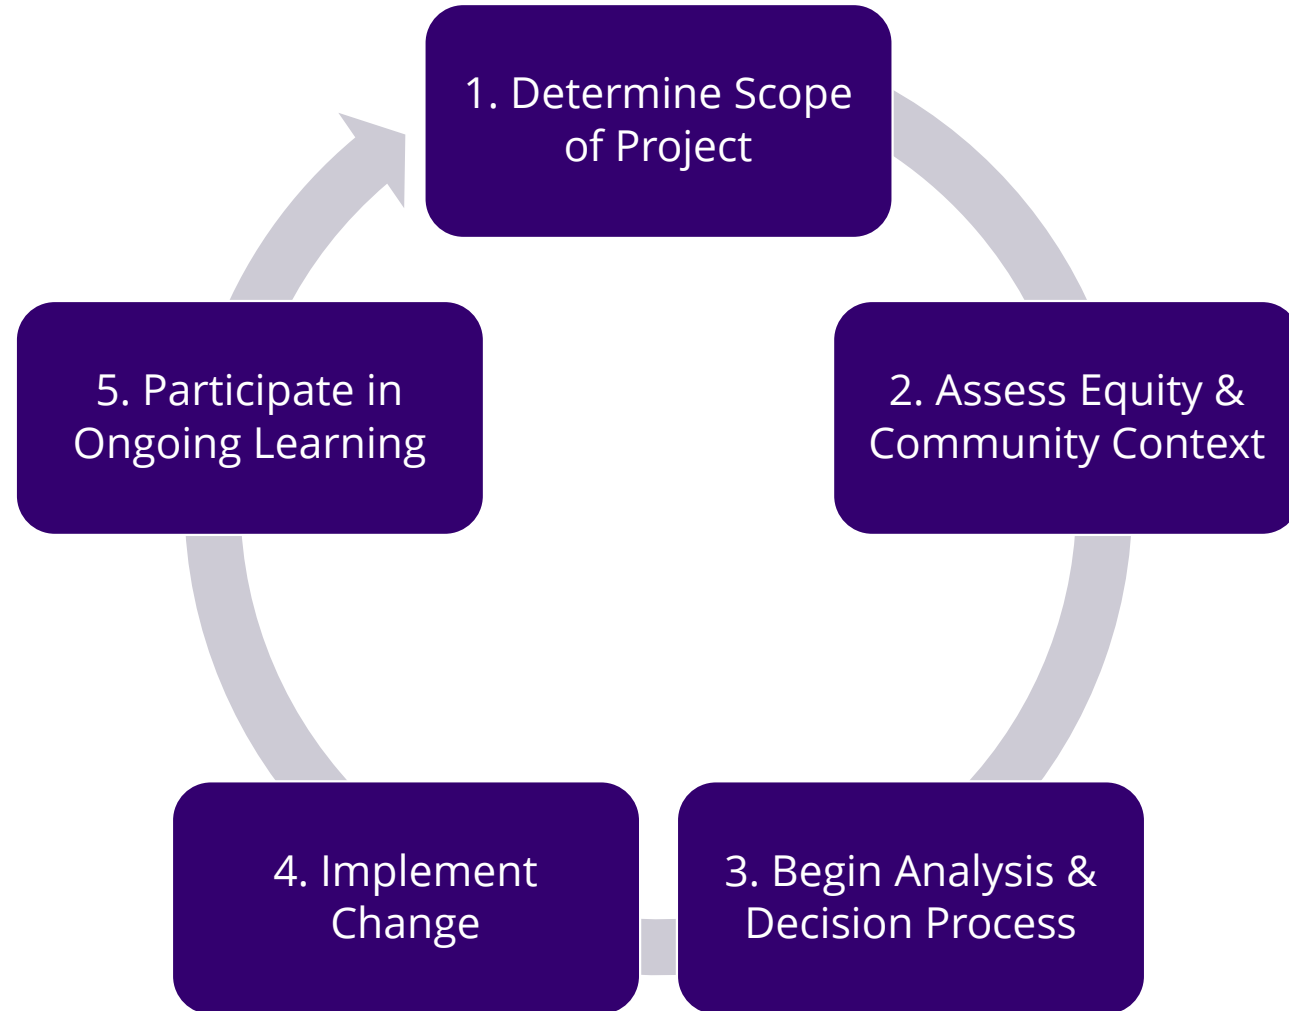 1. Determine Scope
of Project
2. Assess Equity &
Community Context
3. Begin Analysis &
Decision Process
4. Implement
Change
5. Participate in
Ongoing Learning